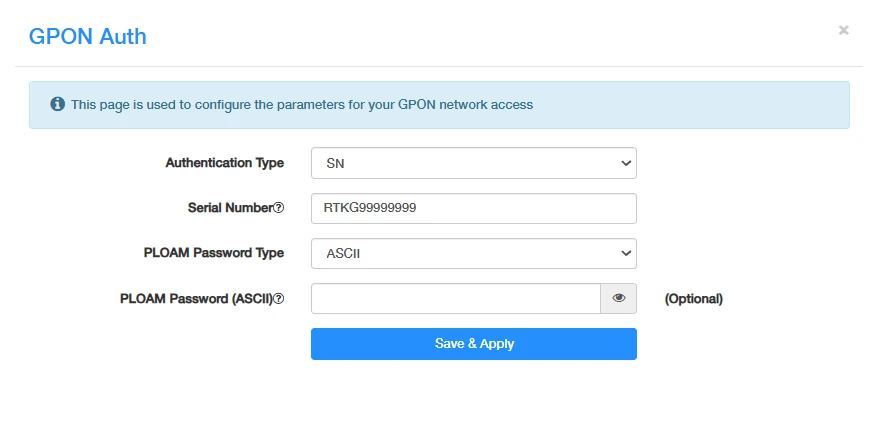 GPON Auth
×
This page is used to configure the parameters for your GPON network access
Authentication Type SN
Serial Number RTKG99999999
PLOAM Password Type ASCII
PLOAM Password (ASCII) (Optional)
Save & Apply